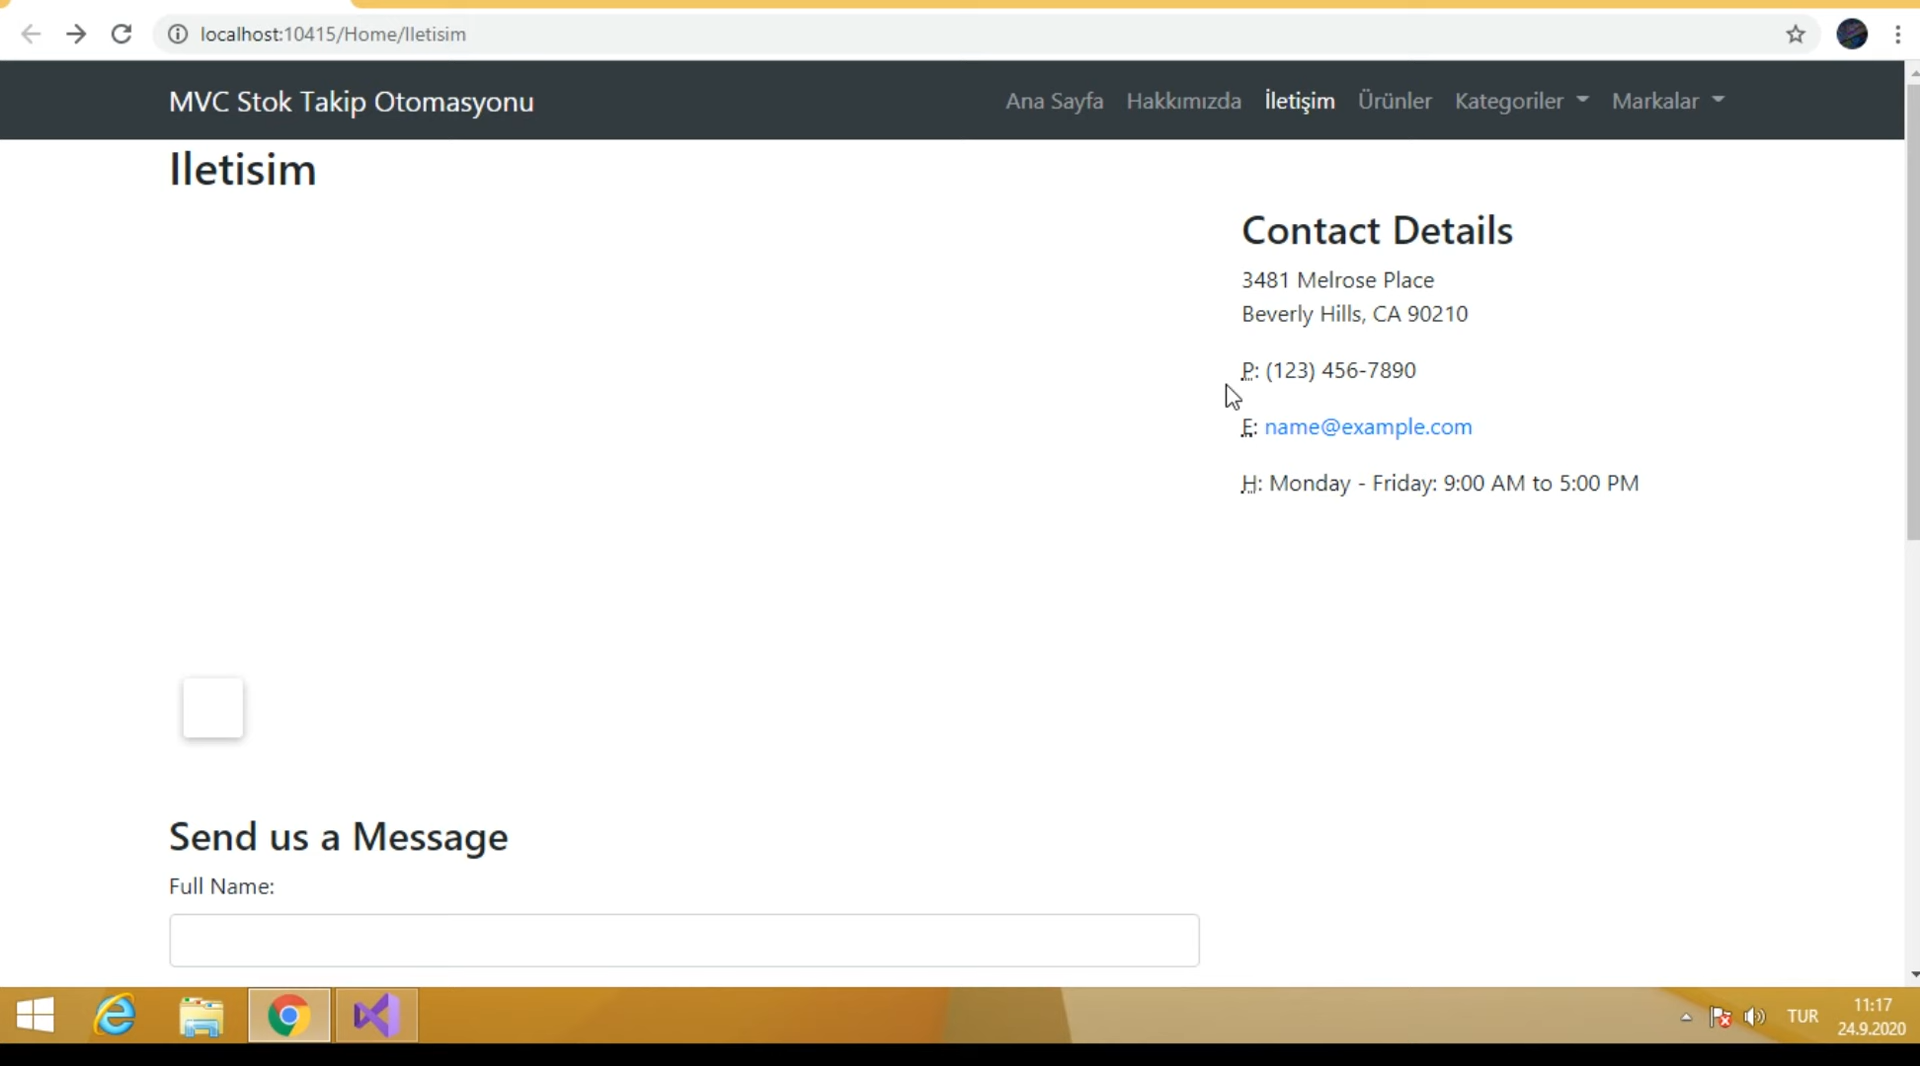 localhost:10415/Home/Iletisim
MVC Stok Takip Otomasyonu
Ana Sayfa Hakkımızda İletişim Ürünler Kategoriler Markalar
Iletisim
Contact Details
3481 Melrose Place
Beverly Hills, CA 90210
P: (123) 456-7890
E: name@example.com
H: Monday - Friday: 9:00 AM to 5:00 PM
Send us a Message
Full Name:
TUR
11:17
24.9.2020